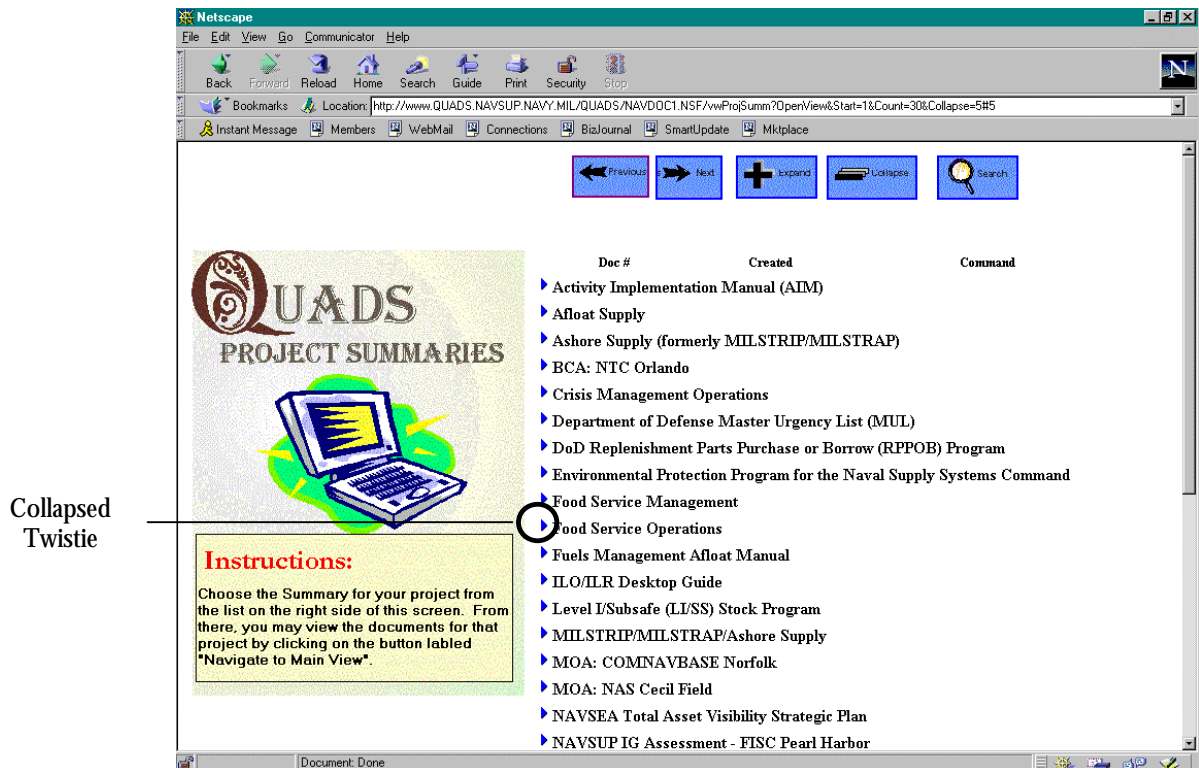 Netscape
File Edit View Go Communicator Help
Back Forward Reload Home Search Guide Print Security Stop
N
Bookmarks Location: http://www.QUADS.NAVSUP.NAVY.MIL/QUADS/NAVDOC1.NSF/vwProjSumm?OpenView&Start=1&Count=30&Collapse=5#5
Instant Message Members WebMail Connections BizJournal SmartUpdate Mktplace
Previous Next Expand Collapse Search
QUADS
PROJECT SUMMARIES
Doc # Created Command
Activity Implementation Manual (AIM)
Afloat Supply
Ashore Supply (formerly MILSTRIP/MILSTRAP)
BCA: NTC Orlando
Crisis Management Operations
Department of Defense Master Urgency List (MUL)
DoD Replenishment Parts Purchase or Borrow (RPPOB) Program
Environmental Protection Program for the Naval Supply Systems Command
Food Service Management
Food Service Operations
Fuels Management Afloat Manual
ILO/ILR Desktop Guide
Level I/Subsafe (LI/SS) Stock Program
MILSTRIP/MILSTRAP/Ashore Supply
MOA: COMNAVBASE Norfolk
MOA: NAS Cecil Field
NAVSEA Total Asset Visibility Strategic Plan
NAVSUP IG Assessment - FISC Pearl Harbor
Collapsed
Twistie
Instructions:
Choose the Summary for your project from
the list on the right side of this screen. From
there, you may view the documents for that
project by clicking on the button labled
"Navigate to Main View".
Document: Done